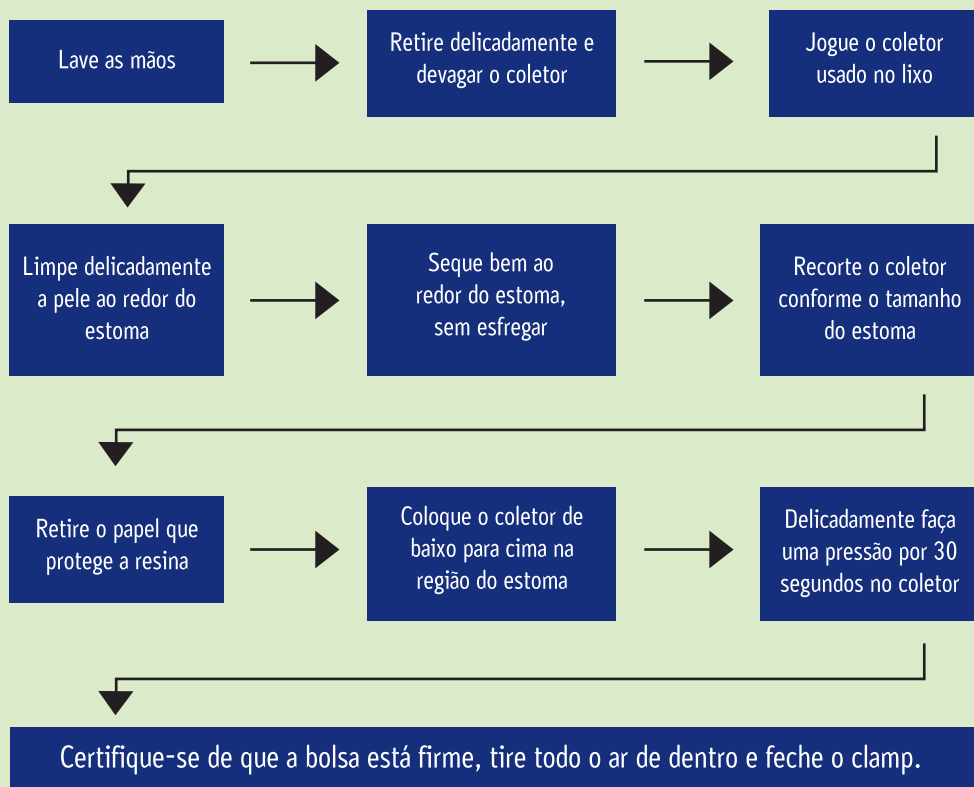 Lave as mãos
Retire delicadamente e
devagar o coletor
Jogue o coletor
usado no lixo
Limpe delicadamente
a pele ao redor do
estoma
Seque bem ao
redor do estoma,
sem esfregar
Recorte o coletor
conforme o tamanho
do estoma
Retire o papel que
protege a resina
Coloque o coletor de
baixo para cima na
região do estoma
Delicadamente faça
uma pressão por 30
segundos no coletor
Certifique-se de que a bolsa está firme, tire todo o ar de dentro e feche o clamp.